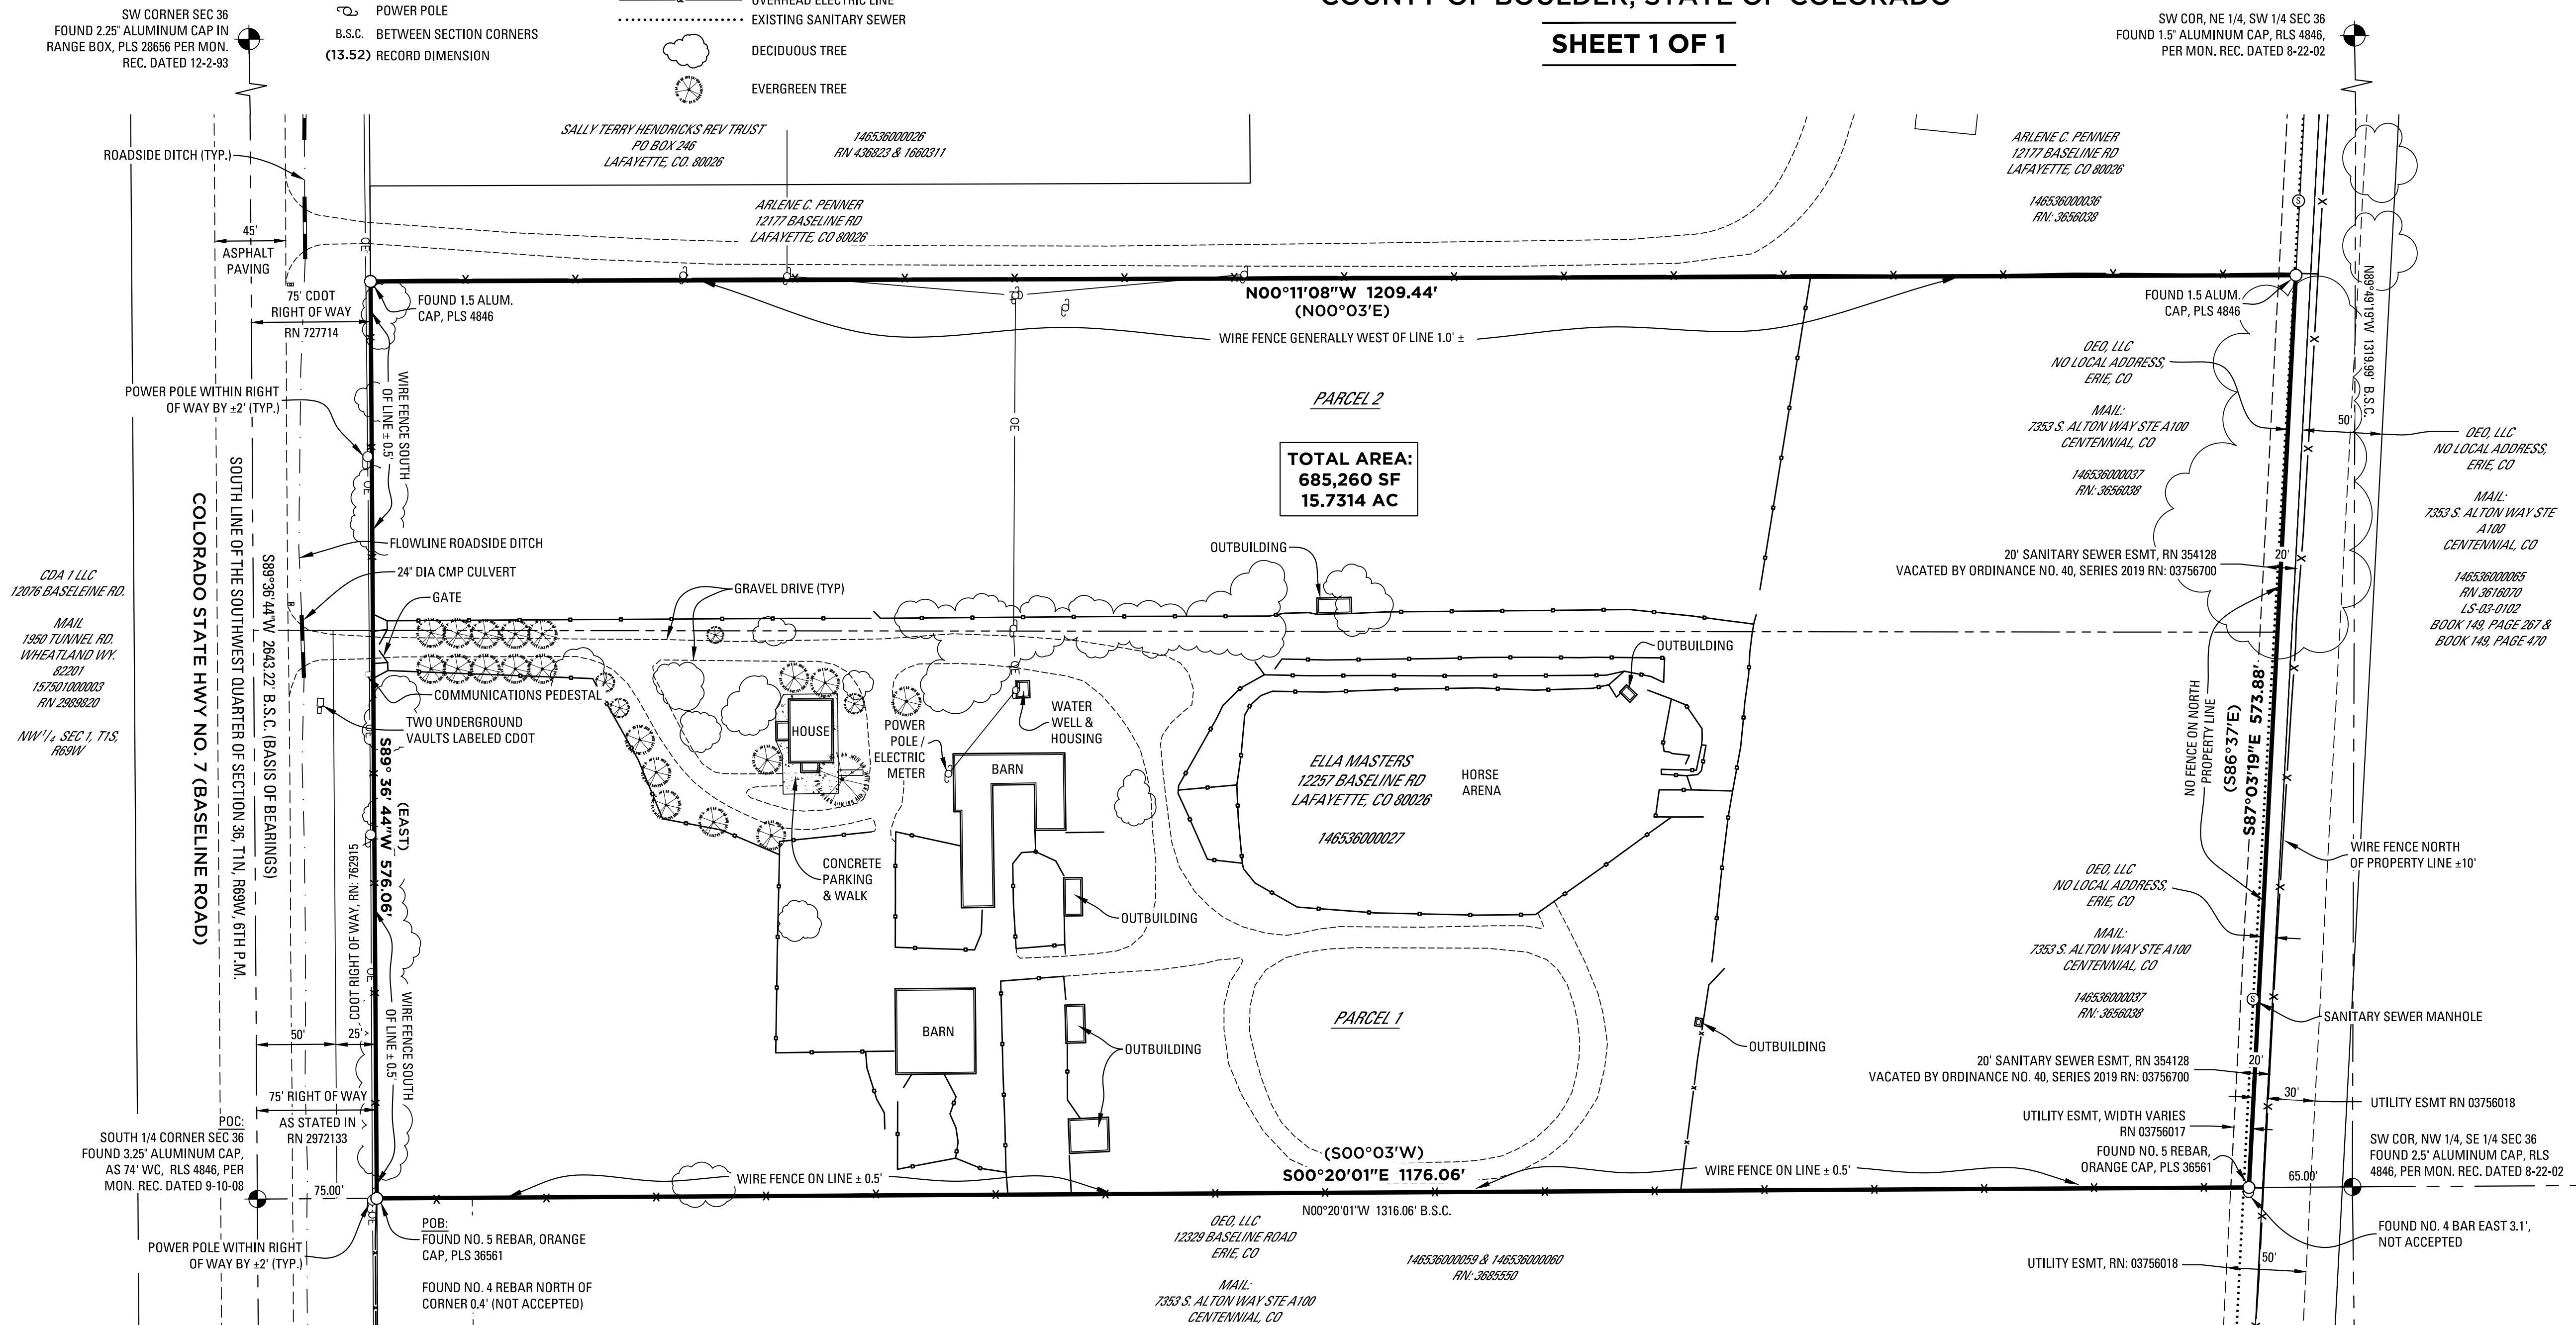 SW CORNER SEC 36
FOUND 2.25" ALUMINUM CAP IN
RANGE BOX, PLS 28656 PER MON.
REC. DATED 12-2-93
POWER POLE
B.S.C. BETWEEN SECTION CORNERS
(13.52) RECORD DIMENSION
OVERHEAD ELECTRIC LINE
EXISTING SANITARY SEWER
DECIDUOUS TREE
EVERGREEN TREE
COUNTY OF BOULDER, STATE OF COLORADO
SHEET 1 OF 1
SW COR, NE 1/4, SW 1/4 SEC 36
FOUND 1.5" ALUMINUM CAP, RLS 4846,
PER MON. REC. DATED 8-22-02
ROADSIDE DITCH (TYP.)
SALLY TERRY HENDRICKS REV TRUST
PO BOX 246
LAFAYETTE, CO. 80026
146536000026
RN 436823 & 1660311
ARLENE C. PENNER
12177 BASELINE RD
LAFAYETTE, CO 80026
ARLENE C. PENNER
12177 BASELINE RD
LAFAYETTE, CO 80026
146536000036
RN: 3656038
S
45'
ASPHALT
PAVING
OE
75' CDOT
RIGHT OF WAY
RN 727714
FOUND 1.5 ALUM.
CAP, PLS 4846
N00°11'08"W 1209.44'
(N00°03'E)
WIRE FENCE GENERALLY WEST OF LINE 1.0' ±
FOUND 1.5 ALUM.
CAP, PLS 4846
N89°49'19"W 1319.99' B.S.C.
POWER POLE WITHIN RIGHT
OF WAY BY ±2' (TYP.)
WIRE FENCE SOUTH
OF LINE ± 0.5'
OE
OE
PARCEL 2
TOTAL AREA:
685,260 SF
15.7314 AC
OEO, LLC
NO LOCAL ADDRESS,
ERIE, CO
MAIL:
7353 S. ALTON WAY STE A100
CENTENNIAL, CO
146536000037
RN: 3656038
50'
OEO, LLC
NO LOCAL ADDRESS,
ERIE, CO
MAIL:
7353 S. ALTON WAY STE
A100
CENTENNIAL, CO
146536000065
RN 3616070
LS-03-0102
BOOK 149, PAGE 267 &
BOOK 149, PAGE 470
20' SANITARY SEWER ESMT, RN 354128
VACATED BY ORDINANCE NO. 40, SERIES 2019 RN: 03756700
20'
COLORADO STATE HWY NO. 7 (BASELINE ROAD)
SOUTH LINE OF THE SOUTHWEST QUARTER OF SECTION 36, T1N, R69W, 6TH P.M.
S89°36'44"W 2643.22' B.S.C. (BASIS OF BEARINGS)
CDA 1 LLC
12076 BASELEINE RD.
MAIL
1950 TUNNEL RD.
WHEATLAND WY.
82201
157501000003
RN 2989820
NW 1/4 SEC 1, T1S,
R69W
FLOWLINE ROADSIDE DITCH
24" DIA CMP CULVERT
GATE
GRAVEL DRIVE (TYP)
OUTBUILDING
COMMUNICATIONS PEDESTAL
TWO UNDERGROUND
VAULTS LABELED CDOT
OE
OE
HOUSE
POWER
POLE /
ELECTRIC
METER
WATER
WELL &
HOUSING
BARN
OUTBUILDING
ELLA MASTERS
12257 BASELINE RD
LAFAYETTE, CO 80026
146536000027
HORSE
ARENA
NO FENCE ON NORTH
PROPERTY LINE
(S86°37'E)
S87°03'19"E 573.88'
WIRE FENCE NORTH
OF PROPERTY LINE ±10'
S89° 36' 44"W 576.06'
(EAST)
CONCRETE
PARKING
& WALK
OUTBUILDING
CDOT RIGHT OF WAY, RN: 762915
OE
WIRE FENCE SOUTH
OF LINE ± 0.5'
OEO, LLC
NO LOCAL ADDRESS,
ERIE, CO
MAIL:
7353 S. ALTON WAY STE A100
CENTENNIAL, CO
146536000037
RN: 3656038
S
SANITARY SEWER MANHOLE
BARN
PARCEL 1
OUTBUILDING
OUTBUILDING
50'
25'
20' SANITARY SEWER ESMT, RN 354128
VACATED BY ORDINANCE NO. 40, SERIES 2019 RN: 03756700
20'
30'
UTILITY ESMT RN 03756018
UTILITY ESMT, WIDTH VARIES
RN 03756017
75' RIGHT OF WAY
AS STATED IN
RN 2972133
POC:
SOUTH 1/4 CORNER SEC 36
FOUND 3.25" ALUMINUM CAP,
AS 74' WC, RLS 4846, PER
MON. REC. DATED 9-10-08
75.00'
WIRE FENCE ON LINE ± 0.5'
(S00°03'W)
S00°20'01"E 1176.06'
WIRE FENCE ON LINE ± 0.5'
FOUND NO. 5 REBAR,
ORANGE CAP, PLS 36561
SW COR, NW 1/4, SE 1/4 SEC 36
FOUND 2.5" ALUMINUM CAP, RLS
4846, PER MON. REC. DATED 8-22-02
65.00'
N00°20'01"W 1316.06' B.S.C.
OE
POB:
FOUND NO. 5 REBAR, ORANGE
CAP, PLS 36561
FOUND NO. 4 REBAR NORTH OF
CORNER 0.4' (NOT ACCEPTED)
POWER POLE WITHIN RIGHT
OF WAY BY ±2' (TYP.)
OEO, LLC
12329 BASELINE ROAD
ERIE, CO
MAIL:
7353 S. ALTON WAY STE A100
CENTENNIAL, CO
146536000059 & 146536000060
RN: 3685550
FOUND NO. 4 BAR EAST 3.1',
NOT ACCEPTED
UTILITY ESMT, RN: 03756018
50'